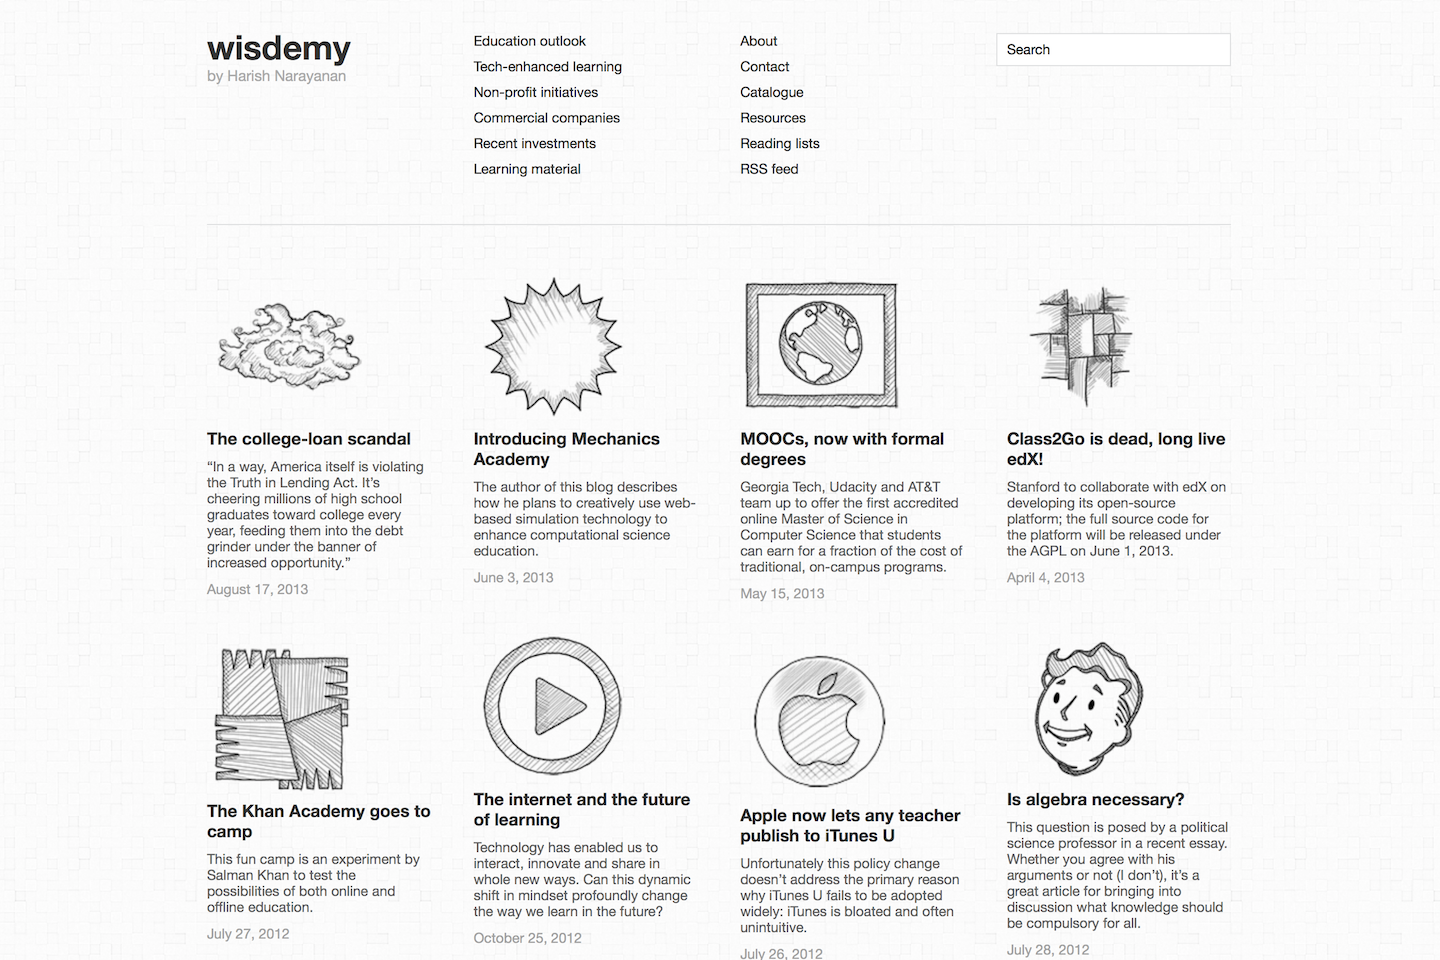 wisdemy
by Harish Narayanan
Education outlook
Tech-enhanced learning
Non-profit initiatives
Commercial companies
Recent investments
Learning material
About
Contact
Catalogue
Resources
Reading lists
RSS feed
Search
The college-loan scandal
“In a way, America itself is violating
the Truth in Lending Act. It’s
cheering millions of high school
graduates toward college every
year, feeding them into the debt
grinder under the banner of
increased opportunity.”
August 17, 2013
Introducing Mechanics
Academy
The author of this blog describes
how he plans to creatively use web-
based simulation technology to
enhance computational science
education.
June 3, 2013
MOOCs, now with formal
degrees
Georgia Tech, Udacity and AT&T
team up to offer the first accredited
online Master of Science in
Computer Science that students
can earn for a fraction of the cost of
traditional, on-campus programs.
May 15, 2013
Class2Go is dead, long live
edX!
Stanford to collaborate with edX on
developing its open-source
platform; the full source code for
the platform will be released under
the AGPL on June 1, 2013.
April 4, 2013
The Khan Academy goes to
camp
This fun camp is an experiment by
Salman Khan to test the
possibilities of both online and
offline education.
July 27, 2012
The internet and the future
of learning
Technology has enabled us to
interact, innovate and share in
whole new ways. Can this dynamic
shift in mindset profoundly change
the way we learn in the future?
October 25, 2012
Apple now lets any teacher
publish to iTunes U
Unfortunately this policy change
doesn’t address the primary reason
why iTunes U fails to be adopted
widely: iTunes is bloated and often
unintuitive.
July 26, 2012
Is algebra necessary?
This question is posed by a political
science professor in a recent essay.
Whether you agree with his
arguments or not (I don’t), it’s a
great article for bringing into
discussion what knowledge should
be compulsory for all.
July 28, 2012